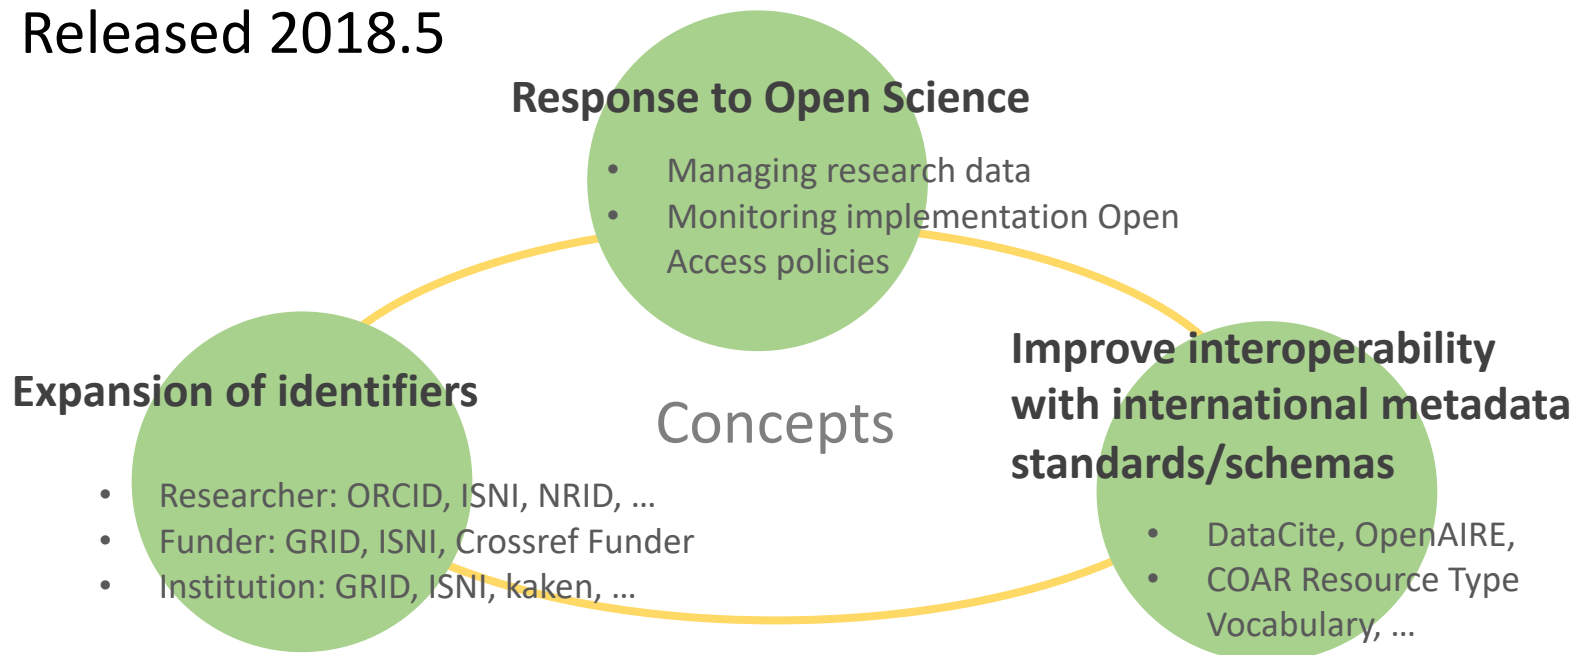 Released 2018.5
Response to Open Science
• Managing research data
• Monitoring implementation Open
Access policies
Expansion of identifiers
• Researcher: ORCID, ISNI, NRID, ...
• Funder: GRID, ISNI, Crossref Funder
• Institution: GRID, ISNI, kaken, ...
Concepts
Improve interoperability
with international metadata
standards/schemas
• DataCite, OpenAIRE,
• COAR Resource Type
Vocabulary, ...